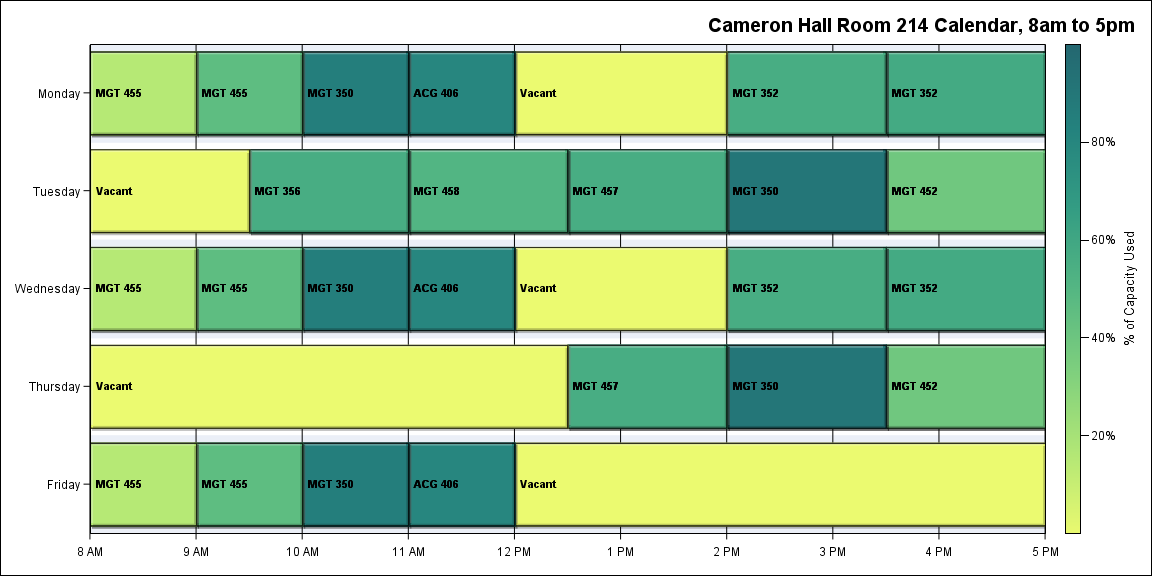 Cameron Hall Room 214 Calendar, 8am to 5pm
Monday MGT 455 MGT 455 MGT 350 ACG 406 Vacant MGT 352 MGT 352
80%
Tuesday Vacant MGT 356 MGT 458 MGT 457 MGT 350 MGT 452
60%
Wednesday MGT 455 MGT 455 MGT 350 ACG 406 Vacant MGT 352 MGT 352
% of Capacity Used
40%
Thursday Vacant MGT 457 MGT 350 MGT 452
20%
Friday MGT 455 MGT 455 MGT 350 ACG 406 Vacant
8 AM 9 AM 10 AM 11 AM 12 PM 1 PM 2 PM 3 PM 4 PM 5 PM